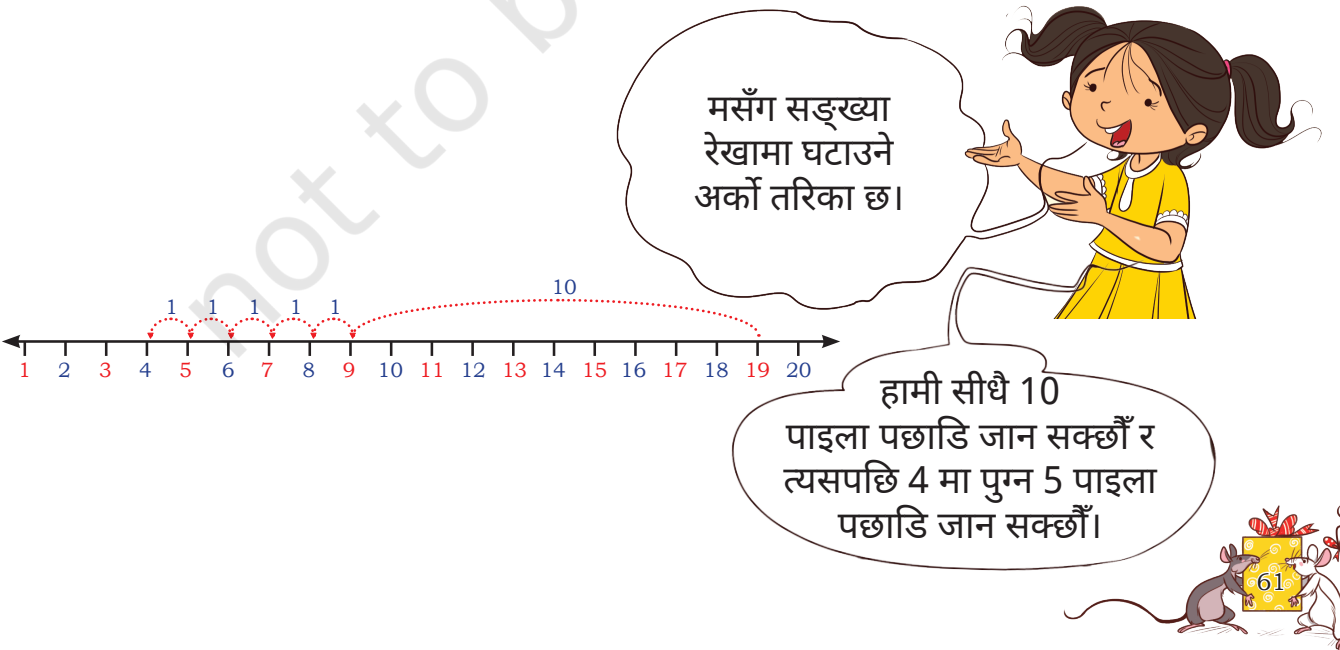 not to b
मसँग सङ्ख्या
रेखामा घटाउने
अर्को तरिका छ।
10
1 1 1 1 1
1 2 3 4 5 6 7 8 9 10 11 12 13 14 15 16 17 18 19 20
हामी सीधै 10
पाइला पछाडि जान सक्छौँ र
त्यसपछि 4 मा पुग्न 5 पाइला
पछाडि जान सक्छौँ।
61